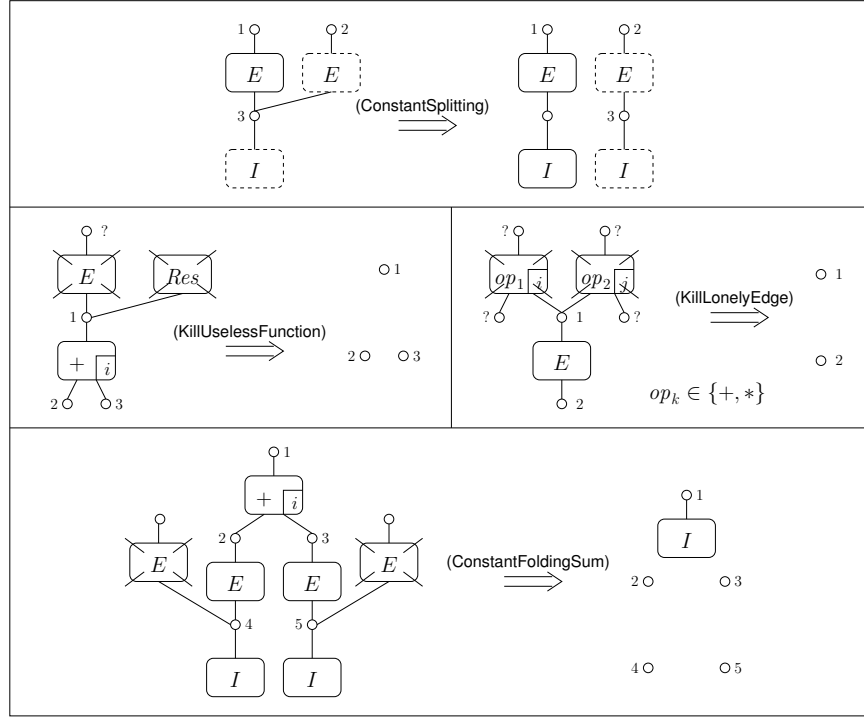 1 2 1 2
E E E E
(ConstantSplitting)
3 3
I I I
? ? ?
E Res op1 i op2 j
1 1
1 ? 1 ?
(KillUselessFunction) (KillLonelyEdge)
+ i 2 3 E 2
2 3 2 opk ∈ {+, ∗}
1
+ i 1
2 3 I
E E E E (ConstantFoldingSum)
2 3
4 5
I I 4 5